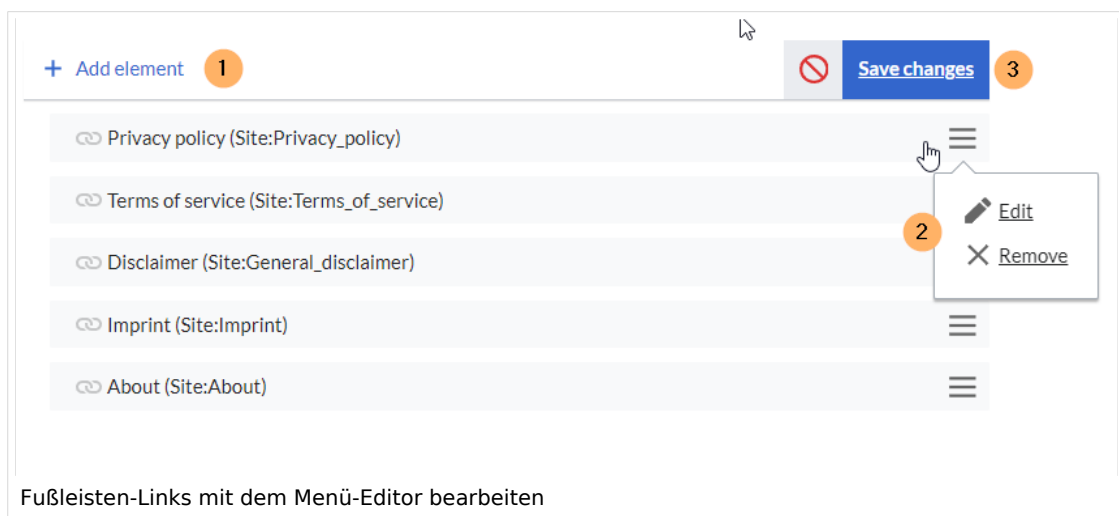 + Add element 1 Save changes 3
Privacy policy (Site:Privacy_policy)
Terms of service (Site:Terms_of_service)
Edit
2
Disclaimer (Site:General_disclaimer)
Remove
Imprint (Site:Imprint)
About (Site:About)
Fußleisten-Links mit dem Menü-Editor bearbeiten